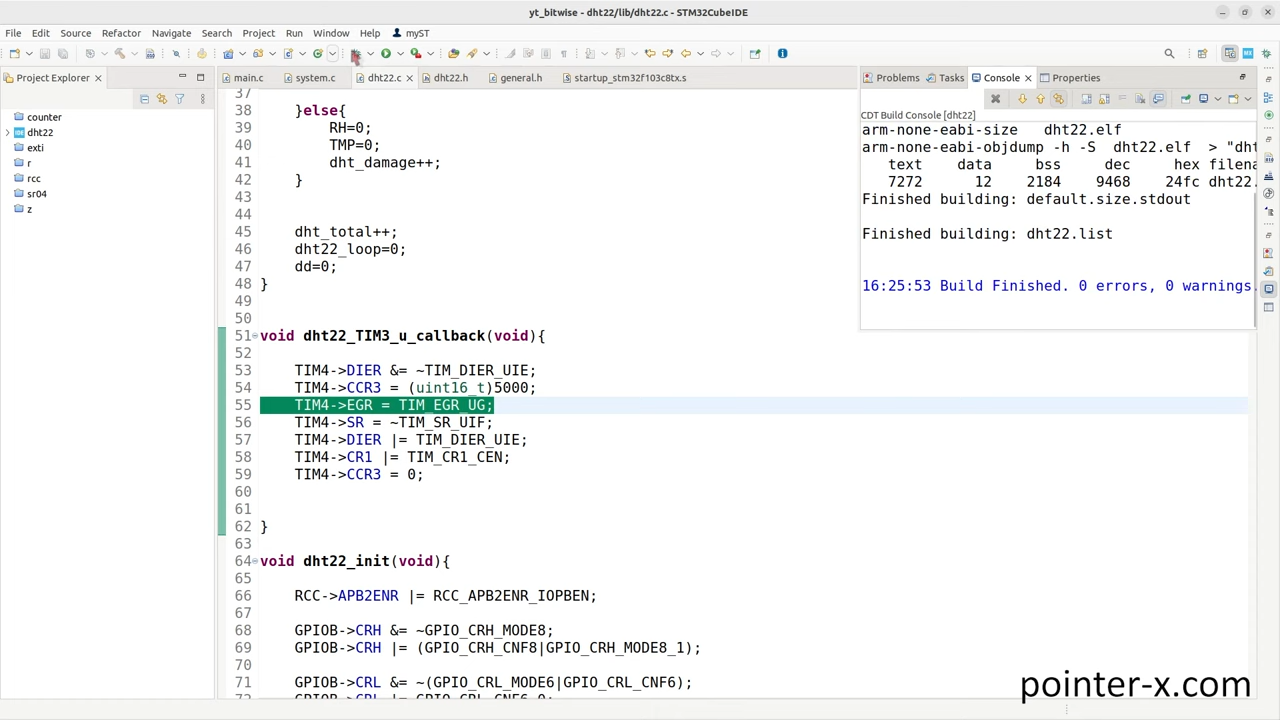 yt_bitwise - dht22/lib/dht22.c - STM32CubeIDE
File Edit Source Refactor Navigate Search Project Run Window Help myST
Project Explorer
main.c system.c dht22.c dht22.h general.h startup_stm32f103c8tx.s
Problems Tasks Console Properties
counter
dht22
exti
r
rcc
sr04
z
37
38 }else{
39 RH=0;
40 TMP=0;
41 dht_damage++;
42 }
43
44
45 dht_total++;
46 dht22_loop=0;
47 dd=0;
48 }
49
50
51 void dht22_TIM3_u_callback(void){
52
53 TIM4->DIER &= ~TIM_DIER_UIE;
54 TIM4->CCR3 = (uint16_t)5000;
55 TIM4->EGR = TIM_EGR_UG;
56 TIM4->SR = ~TIM_SR_UIF;
57 TIM4->DIER |= TIM_DIER_UIE;
58 TIM4->CR1 |= TIM_CR1_CEN;
59 TIM4->CCR3 = 0;
60
61
62 }
63
64 void dht22_init(void){
65
66 RCC->APB2ENR |= RCC_APB2ENR_IOPBEN;
67
68 GPIOB->CRH &= ~GPIO_CRH_MODE8;
69 GPIOB->CRH |= (GPIO_CRH_CNF8|GPIO_CRH_MODE8_1);
70
71 GPIOB->CRL &= ~(GPIO_CRL_MODE6|GPIO_CRL_CNF6);
CDT Build Console [dht22]
arm-none-eabi-size dht22.elf
arm-none-eabi-objdump -h -S dht22.elf > "dht
text data bss dec hex filena
7272 12 2184 9468 24fc dht22.
Finished building: default.size.stdout
Finished building: dht22.list
16:25:53 Build Finished. 0 errors, 0 warnings.
pointer-x.com